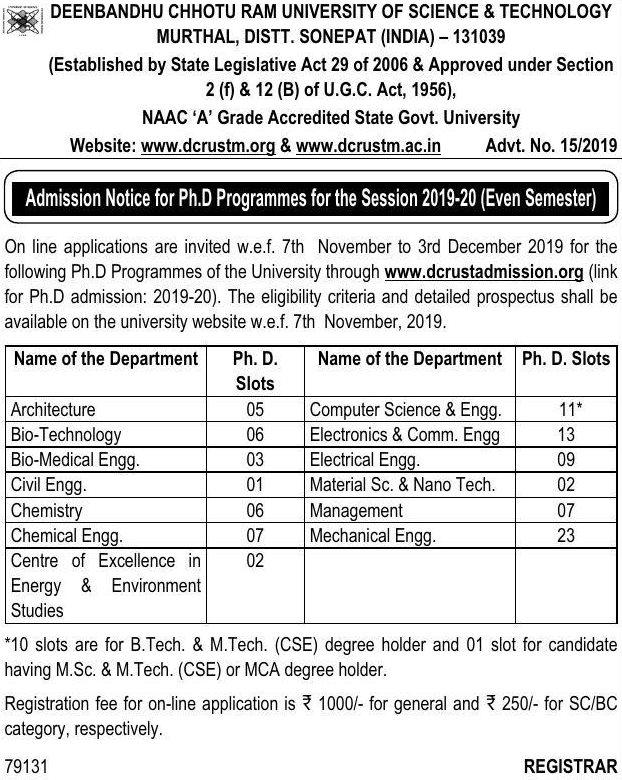 DEENBANDHU CHHOTU RAM UNIVERSITY OF SCIENCE & TECHNOLOGY
MURTHAL, DISTT. SONEPAT (INDIA) – 131039
(Established by State Legislative Act 29 of 2006 & Approved under Section
2 (f) & 12 (B) of U.G.C. Act, 1956),
NAAC ‘A’ Grade Accredited State Govt. University
Website: www.dcrustm.org & www.dcrustm.ac.in Advt. No. 15/2019
Admission Notice for Ph.D Programmes for the Session 2019-20 (Even Semester)
On line applications are invited w.e.f. 7th November to 3rd December 2019 for the
following Ph.D Programmes of the University through www.dcrustadmission.org (link
for Ph.D admission: 2019-20). The eligibility criteria and detailed prospectus shall be
available on the university website w.e.f. 7th November, 2019.
Name of the Department Ph. D. Slots Name of the Department Ph. D. Slots
Architecture 05 Computer Science & Engg. 11*
Bio-Technology 06 Electronics & Comm. Engg 13
Bio-Medical Engg. 03 Electrical Engg. 09
Civil Engg. 01 Material Sc. & Nano Tech. 02
Chemistry 06 Management 07
Chemical Engg. 07 Mechanical Engg. 23
Centre of Excellence in 02
Energy & Environment
Studies
*10 slots are for B.Tech. & M.Tech. (CSE) degree holder and 01 slot for candidate
having M.Sc. & M.Tech. (CSE) or MCA degree holder.
Registration fee for on-line application is ₹ 1000/- for general and ₹ 250/- for SC/BC
category, respectively.
79131 REGISTRAR